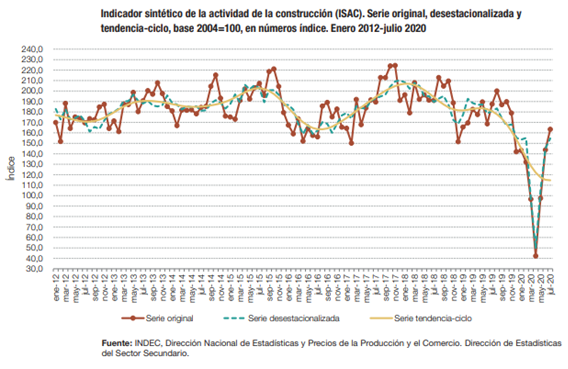 Indicador sintético de la actividad de la construcción (ISAC). Serie original, desestacionalizada y
tendencia-ciclo, base 2004=100, en números índice. Enero 2012-julio 2020
240,0
230,0
220,0
210,0
200,0
190,0
180,0
170,0
160,0
150,0
140,0
130,0
120,0
110,0
100,0
90,0
80,0
70,0
60,0
50,0
40,0
30,0
Índice
ene-12
mar-12
may-12
jul-12
sep-12
nov-12
ene-13
mar-13
may-13
jul-13
sep-13
nov-13
ene-14
mar-14
may-14
jul-14
sep-14
nov-14
ene-15
mar-15
may-15
jul-15
sep-15
nov-15
ene-16
mar-16
may-16
jul-16
sep-16
nov-16
ene-17
mar-17
may-17
jul-17
sep-17
nov-17
ene-18
mar-18
may-18
jul-18
sep-18
nov-18
ene-19
mar-19
may-19
jul-19
sep-19
nov-19
ene-20
mar-20
may-20
jul-20
Serie original
Serie desestacionalizada
Serie tendencia-ciclo
Fuente: INDEC, Dirección Nacional de Estadísticas y Precios de la Producción y el Comercio. Dirección de Estadísticas
del Sector Secundario.